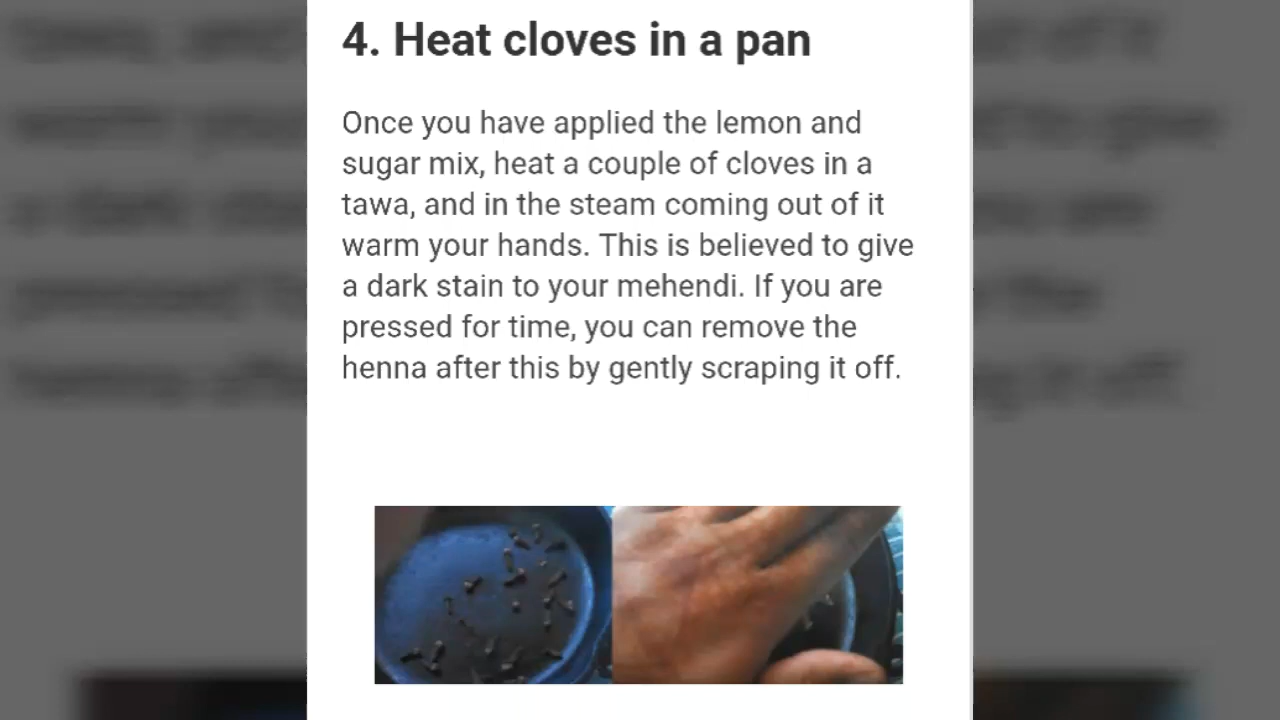 4. Heat cloves in a pan
Once you have applied the lemon and
sugar mix, heat a couple of cloves in a
tawa, and in the steam coming out of it
warm your hands. This is believed to give
a dark stain to your mehendi. If you are
pressed for time, you can remove the
henna after this by gently scraping it off.